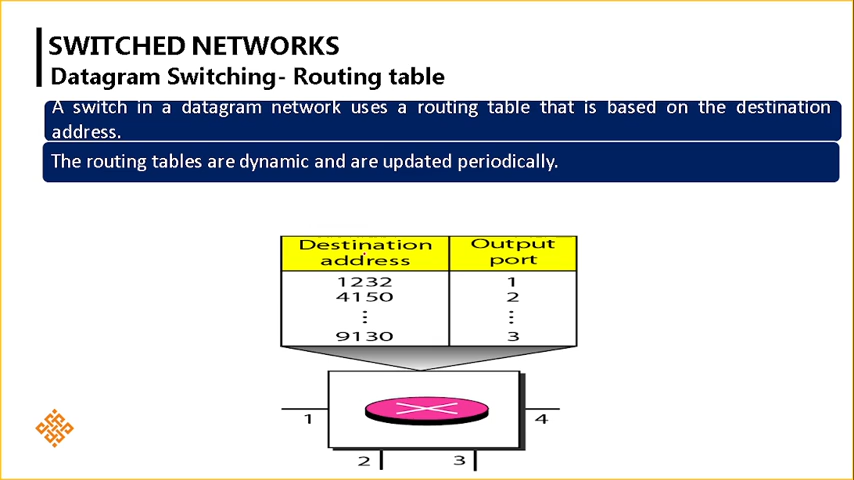 SWITCHED NETWORKS
Datagram Switching- Routing table
A switch in a datagram network uses a routing table that is based on the destination
address.
The routing tables are dynamic and are updated periodically.
Destination address Output port
1232 1
4150 2
⋮ ⋮
9130 3
1 4
2 3